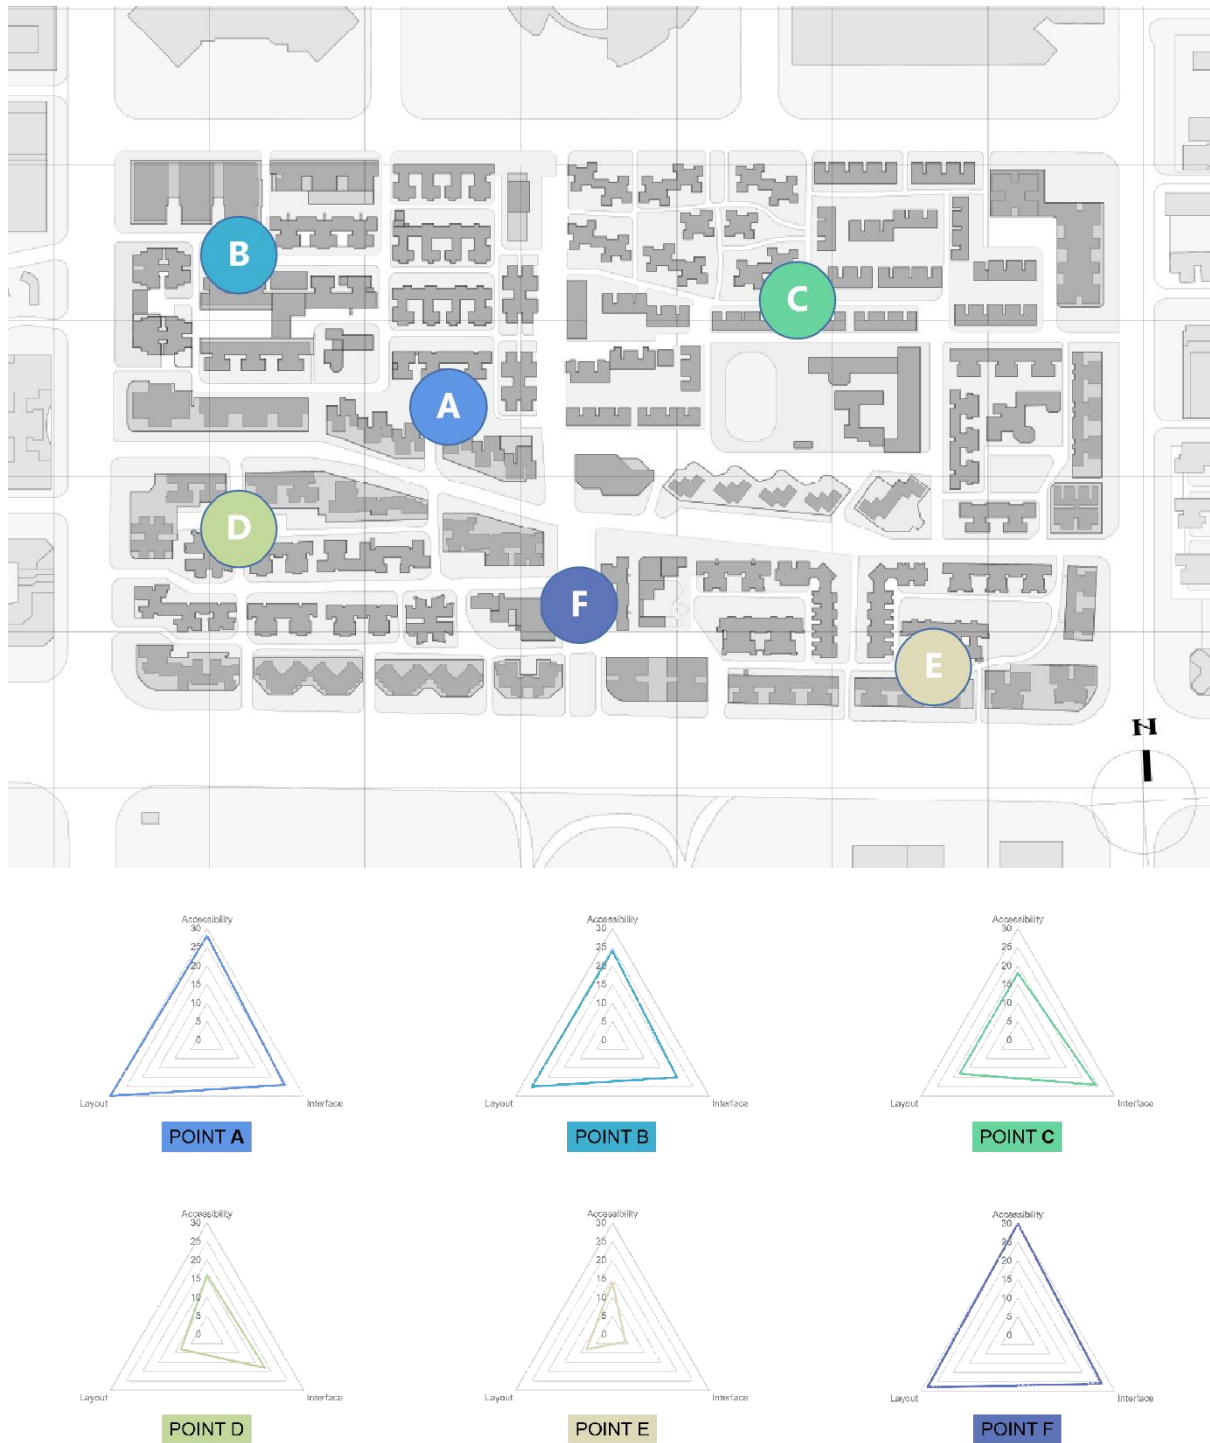 B
C
A
D
F
E
N
Accessibility
30
25
20
15
10
5
0
Layout
Interface
POINT A
Accessibility
30
25
20
15
10
5
0
Layout
Interface
POINT B
Accessibility
30
25
20
15
10
5
0
Layout
Interface
POINT C
Accessibility
30
25
20
15
10
5
0
Layout
Interface
POINT D
Accessibility
30
25
20
15
10
5
0
Layout
Interface
POINT E
Accessibility
30
25
20
15
10
5
0
Layout
Interface
POINT F